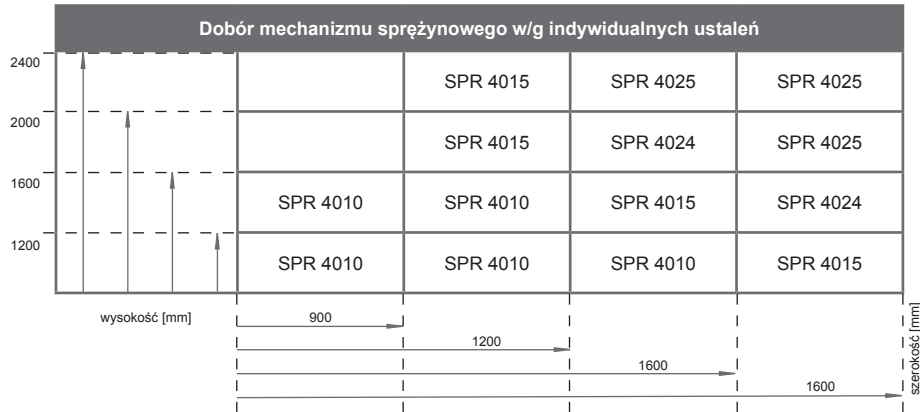 Dobór mechanizmu sprężynowego w/g indywidualnych ustaleń
2400
SPR 4015 SPR 4025 SPR 4025
2000
SPR 4015 SPR 4024 SPR 4025
1600
SPR 4010 SPR 4010 SPR 4015 SPR 4024
1200
SPR 4010 SPR 4010 SPR 4010 SPR 4015
wysokość [mm]
900
1200
1600
1600
szerokość [mm]